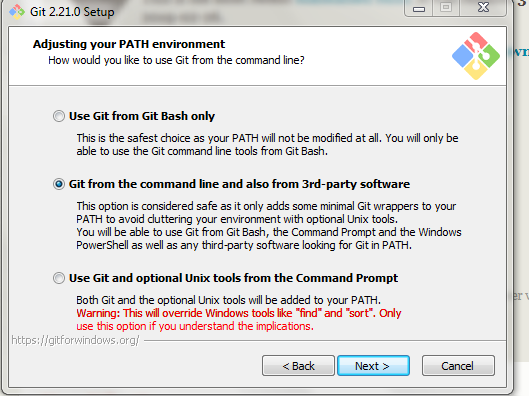 Git 2.21.0 Setup
Adjusting your PATH environment
How would you like to use Git from the command line?
Use Git from Git Bash only
This is the safest choice as your PATH will not be modified at all. You will only be
able to use the Git command line tools from Git Bash.
Git from the command line and also from 3rd-party software
This option is considered safe as it only adds some minimal Git wrappers to your
PATH to avoid cluttering your environment with optional Unix tools.
You will be able to use Git from Git Bash, the Command Prompt and the Windows
PowerShell as well as any third-party software looking for Git in PATH.
Use Git and optional Unix tools from the Command Prompt
Both Git and the optional Unix tools will be added to your PATH.
Warning: This will override Windows tools like "find" and "sort". Only
use this option if you understand the implications.
https://gitforwindows.org/
< Back Next > Cancel